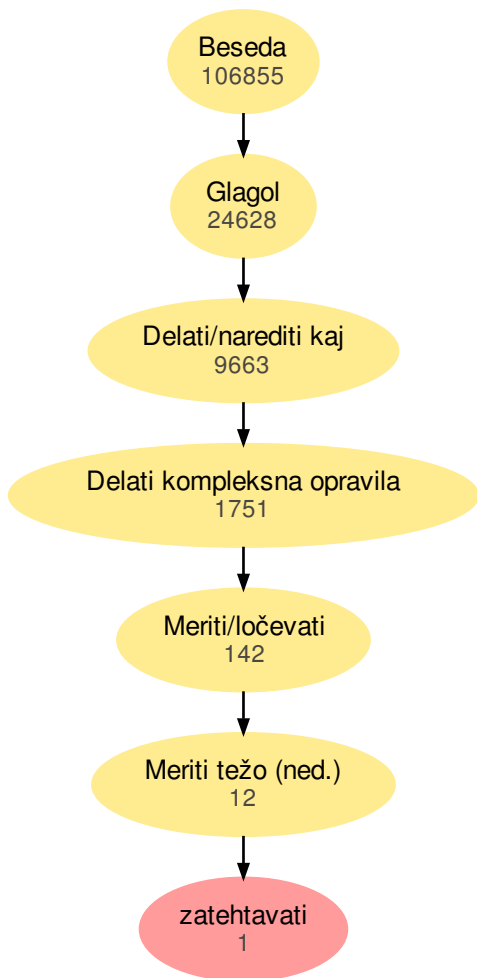 Beseda
106855
Glagol
24628
Delati/narediti kaj
9663
Delati kompleksna opravila
1751
Meriti/ločevati
142
Meriti težo (ned.)
12
zatehtavati
1